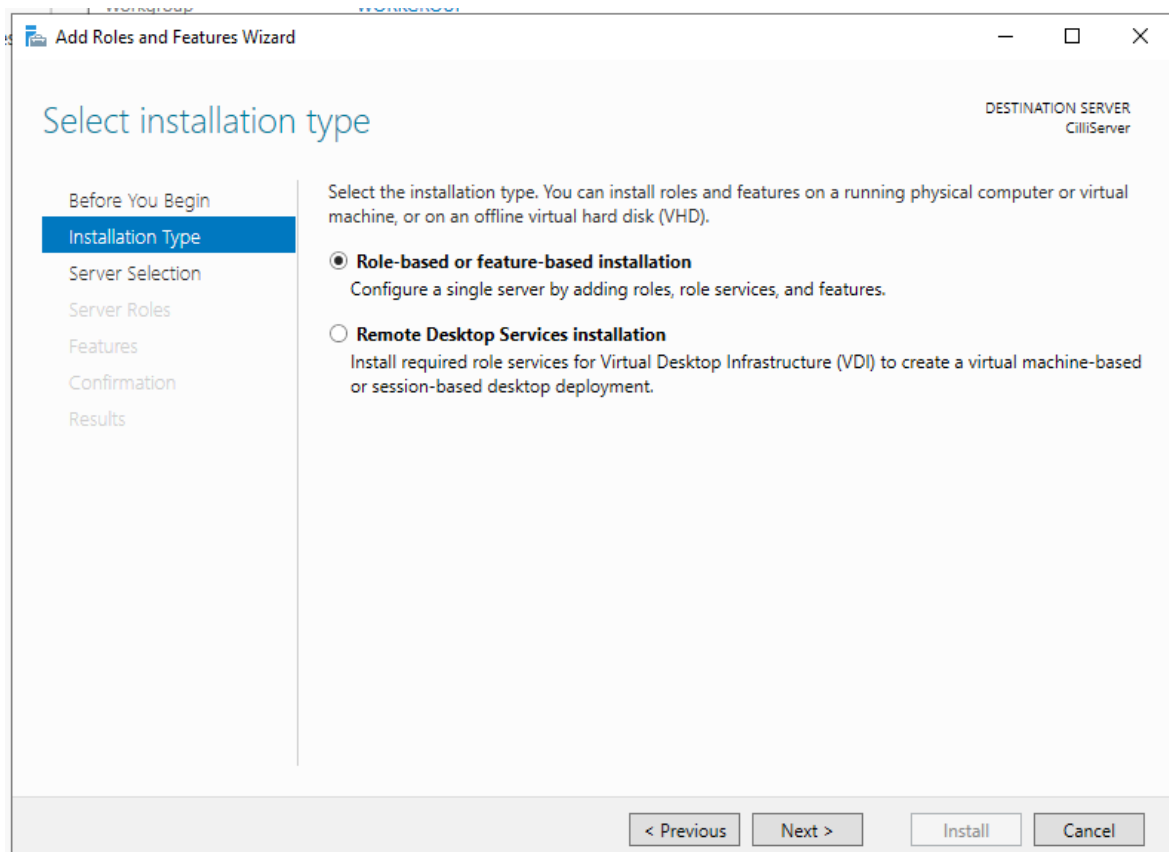 Workgroup
Add Roles and Features Wizard
Select installation type
DESTINATION SERVER
CilliServer
Before You Begin
Installation Type
Server Selection
Server Roles
Features
Confirmation
Results
Select the installation type. You can install roles and features on a running physical computer or virtual
machine, or on an offline virtual hard disk (VHD).
Role-based or feature-based installation
Configure a single server by adding roles, role services, and features.
Remote Desktop Services installation
Install required role services for Virtual Desktop Infrastructure (VDI) to create a virtual machine-based
or session-based desktop deployment.
< Previous
Next >
Install
Cancel